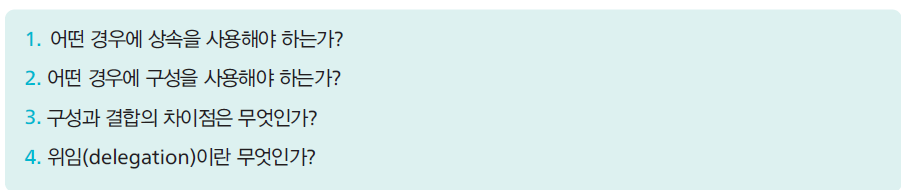 1. 어떤 경우에 상속을 사용해야 하는가?
2. 어떤 경우에 구성을 사용해야 하는가?
3. 구성과 결합의 차이점은 무엇인가?
4. 위임(delegation)이란 무엇인가?